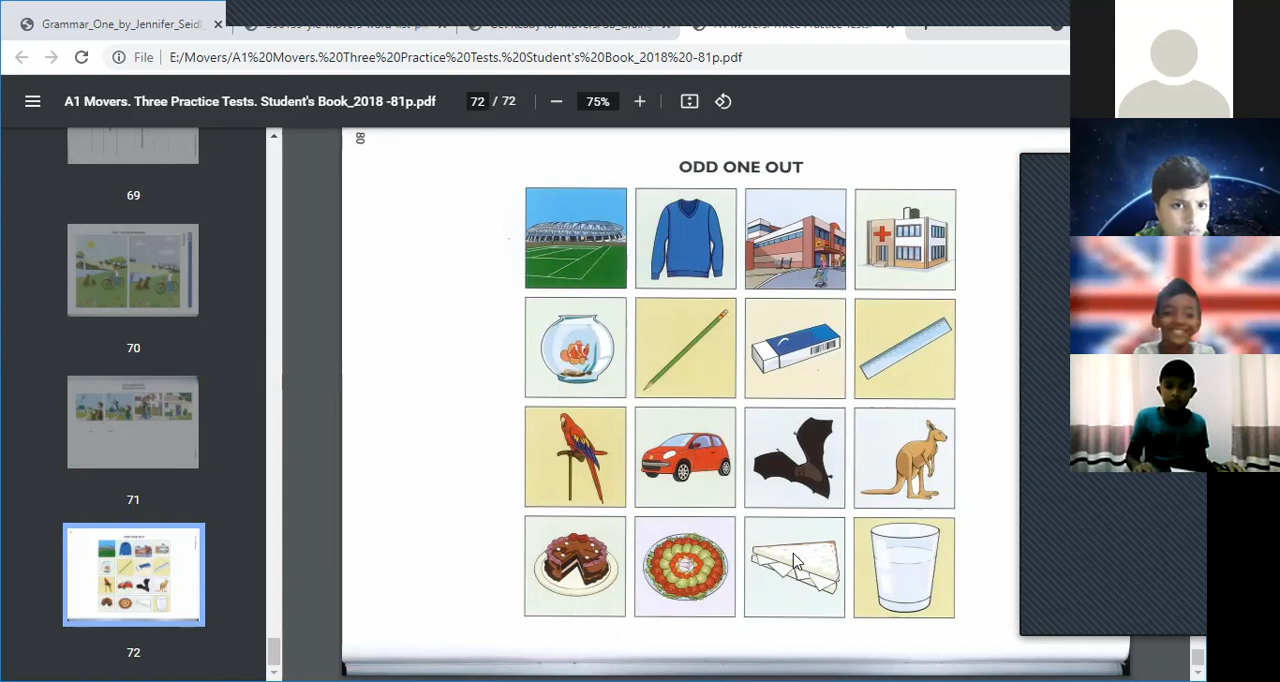 Grammar_One_by_Jennifer_Seidl
File
E:/Movers/A1%20Movers.%20Three%20Practice%20Tests.%20Student's%20Book_2018%20-81p.pdf
A1 Movers. Three Practice Tests. Student's Book_2018 -81p.pdf
72 / 72
75%
80
ODD ONE OUT
69
70
71
72